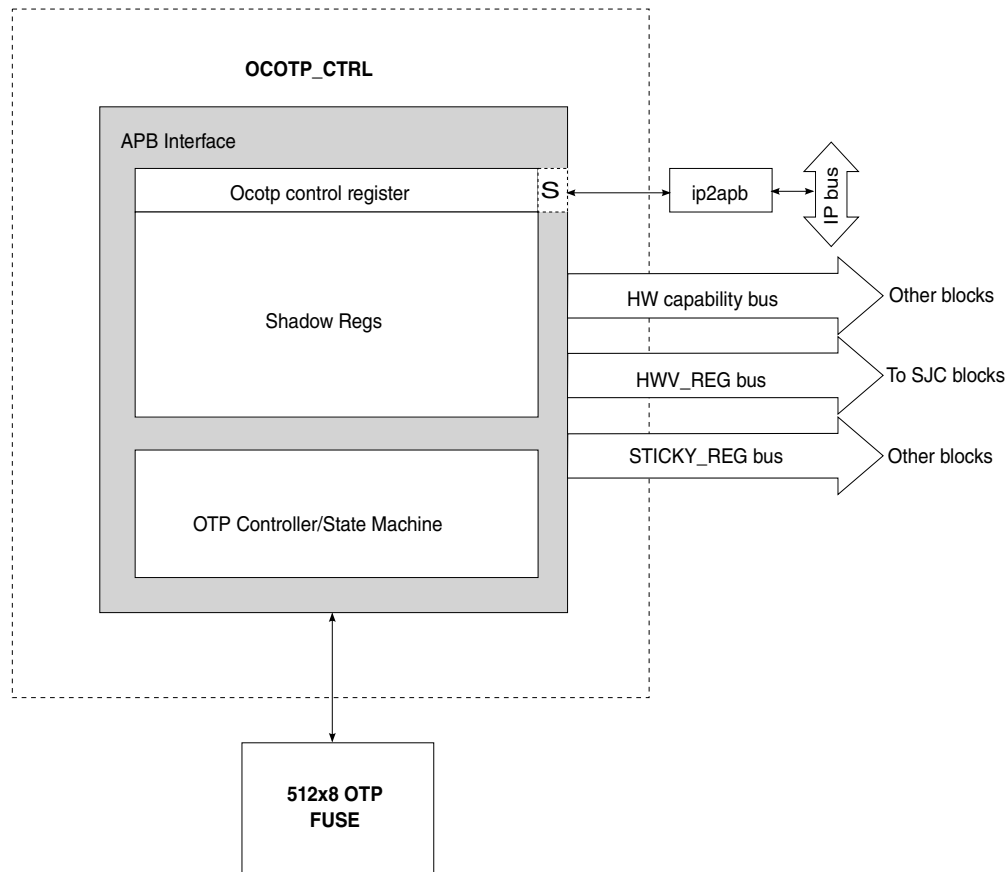 OCOTP_CTRL
APB Interface
Ocotp control register
S
ip2apb
IP bus
Shadow Regs
HW capability bus
Other blocks
HWV_REG bus
To SJC blocks
STICKY_REG bus
Other blocks
OTP Controller/State Machine
512x8 OTP
FUSE